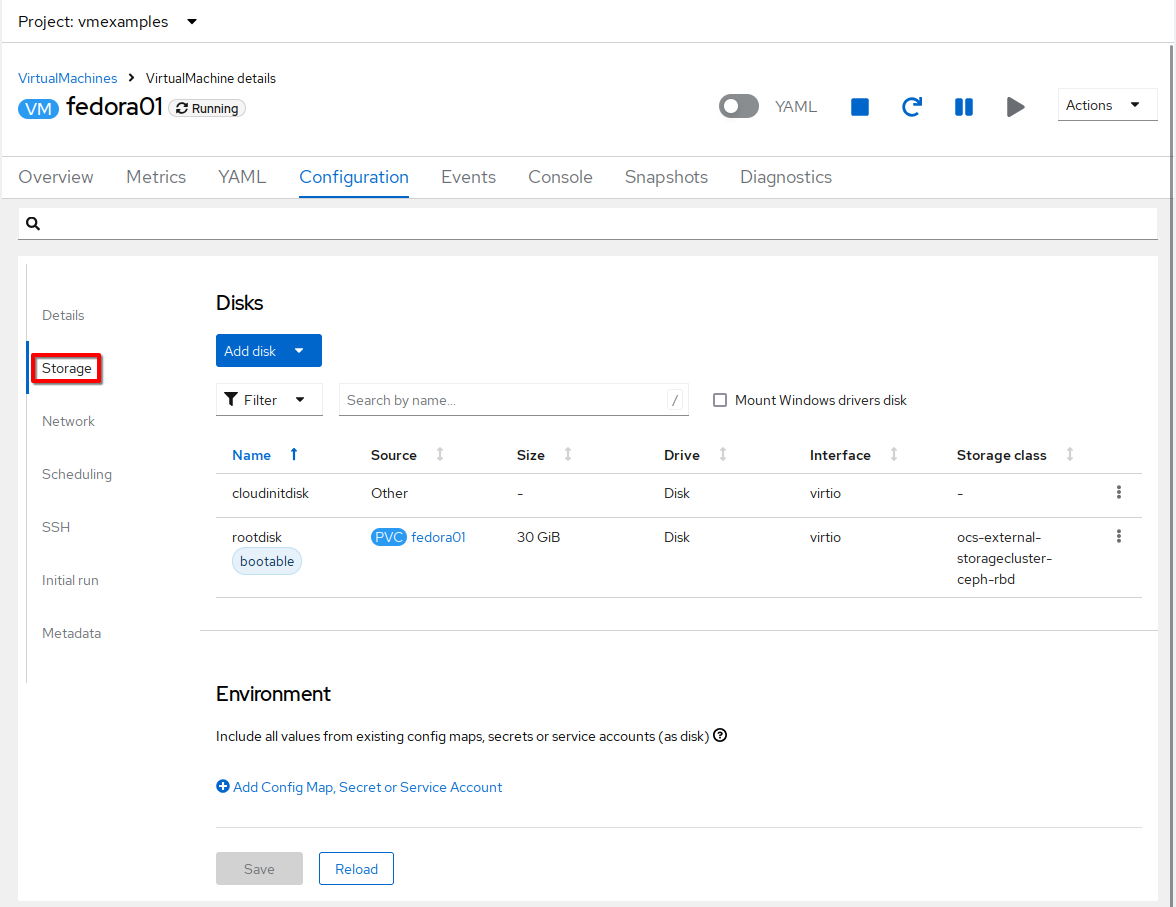 Project: vmexamples
VirtualMachines > VirtualMachine details
VM fedora01 Running YAML Actions
Overview Metrics YAML Configuration Events Console Snapshots Diagnostics
Details
Storage
Network
Scheduling
SSH
Initial run
Metadata
Disks
Add disk
Filter Search by name... / Mount Windows drivers disk
Name Source Size Drive Interface Storage class
cloudinitdisk Other - Disk virtio -
rootdisk PVC fedora01 30 GiB Disk virtio ocs-external-
bootable storagecluster-
ceph-rbd
Environment
Include all values from existing config maps, secrets or service accounts (as disk)
Add Config Map, Secret or Service Account
Save Reload